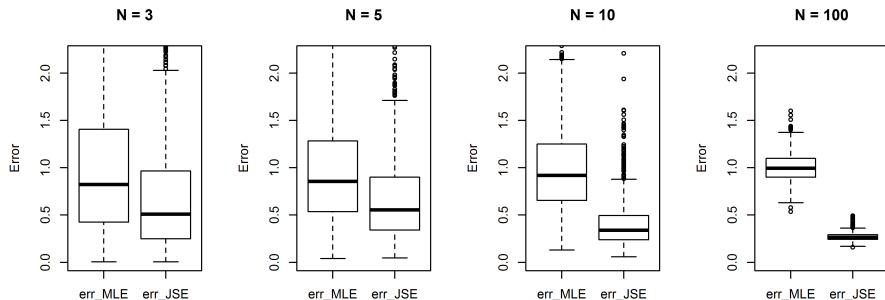 N = 3
Error
0.0 0.5 1.0 1.5 2.0
err_MLE err_JSE
N = 5
Error
0.0 0.5 1.0 1.5 2.0
err_MLE err_JSE
N = 10
Error
0.0 0.5 1.0 1.5 2.0
err_MLE err_JSE
N = 100
Error
0.0 0.5 1.0 1.5 2.0
err_MLE err_JSE